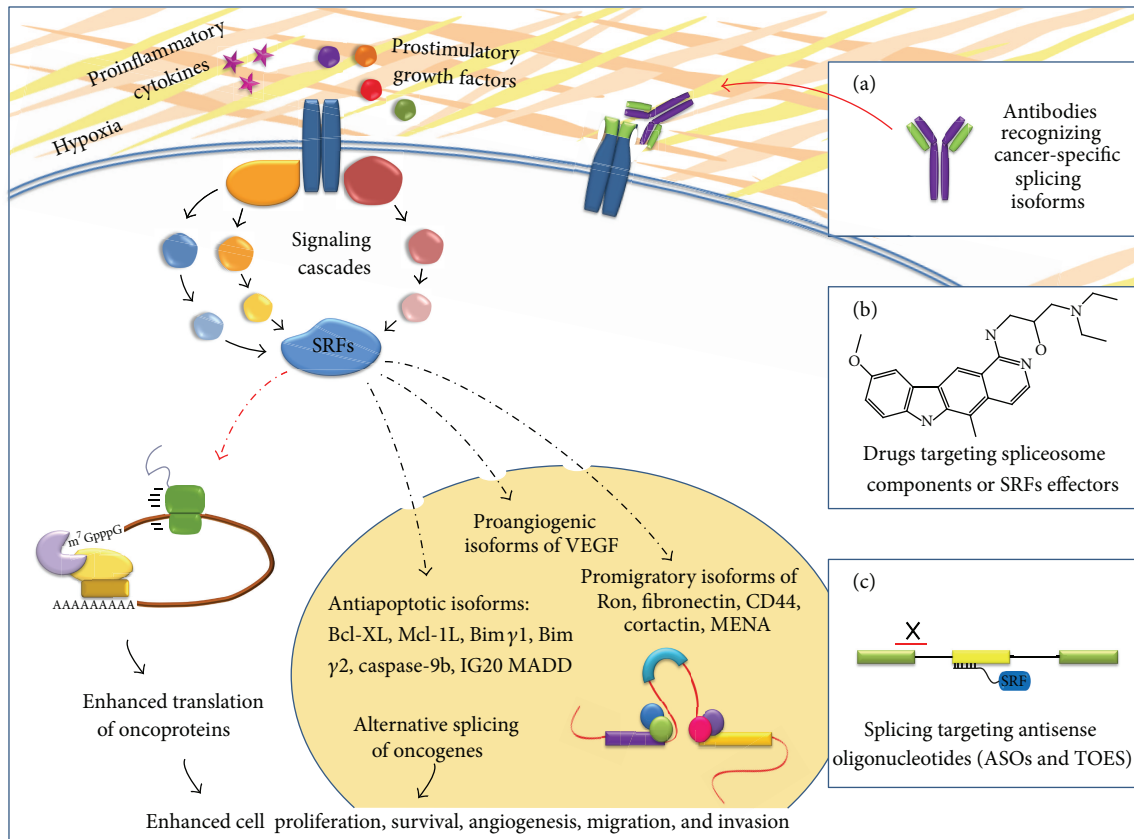 Proinflammatory
cytokines
Hypoxia
Prostimulatory
growth factors
Signaling
cascades
SRFs
m⁷GpppG
AAAAAAAAA
Enhanced translation
of oncoproteins
Proangiogenic
isoforms of VEGF
Antiapoptotic isoforms:
Bcl-XL, Mcl-1L, Bim γ1, Bim
γ2, caspase-9b, IG20 MADD
Promigratory isoforms of
Ron, fibronectin, CD44,
cortactin, MENA
Alternative splicing
of oncogenes
Enhanced cell proliferation, survival, angiogenesis, migration, and invasion
(a)
Antibodies
recognizing
cancer-specific
splicing
isoforms
(b)
N
O
HN
O
N
N
H
Drugs targeting spliceosome
components or SRFs effectors
(c)
X
SRF
Splicing targeting antisense
oligonucleotides (ASOs and TOES)